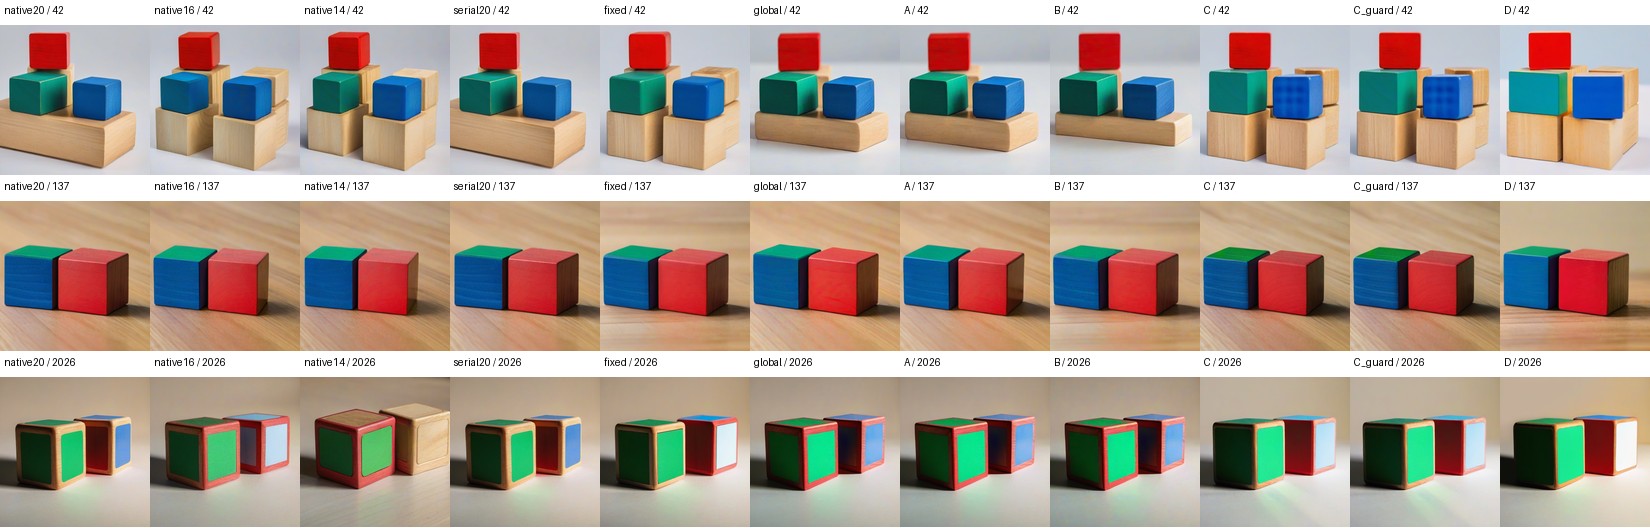 native20 / 42 native16 / 42 native14 / 42 serial20 / 42 fixed / 42 global / 42 A / 42 B / 42 C / 42 C_guard / 42 D / 42
native20 / 137 native16 / 137 native14 / 137 serial20 / 137 fixed / 137 global / 137 A / 137 B / 137 C / 137 C_guard / 137 D / 137
native20 / 2026 native16 / 2026 native14 / 2026 serial20 / 2026 fixed / 2026 global / 2026 A / 2026 B / 2026 C / 2026 C_guard / 2026 D / 2026